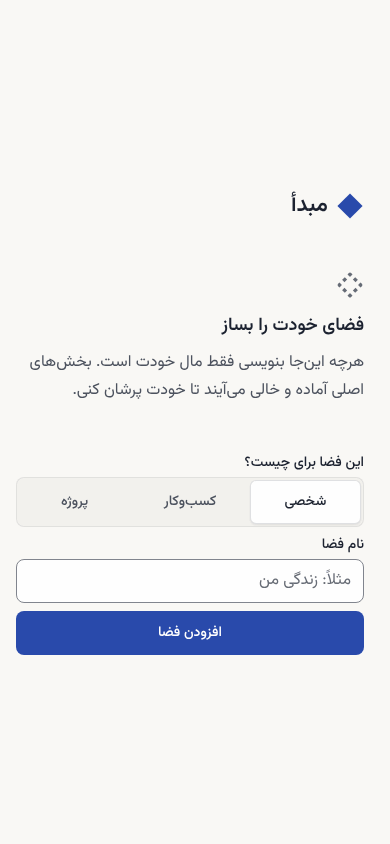 مبدأ
فضای خودت را بساز
هرچه این‌جا بنویسی فقط مال خودت است. بخش‌های
اصلی آماده و خالی می‌آیند تا خودت پرشان کنی.
این فضا برای چیست؟
شخصی
کسب‌وکار
پروژه
نام فضا
مثلاً: زندگی من
افزودن فضا